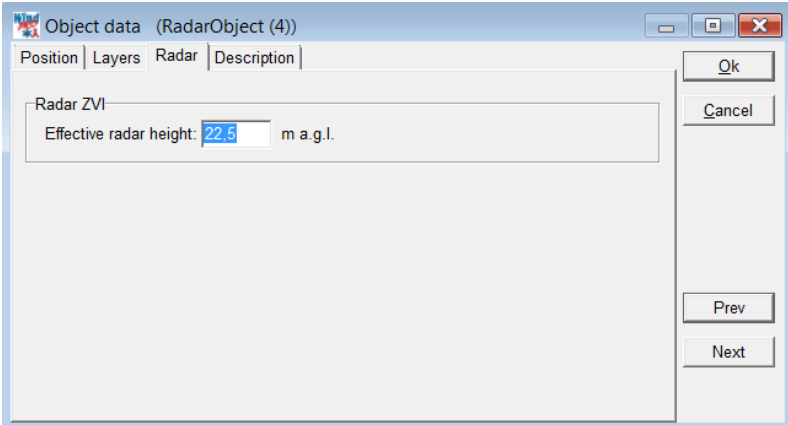 Object data (RadarObject (4))
Position Layers Radar Description
Ok
Radar ZVI
Cancel
Effective radar height: 22,5 m a.g.l.
Prev
Next